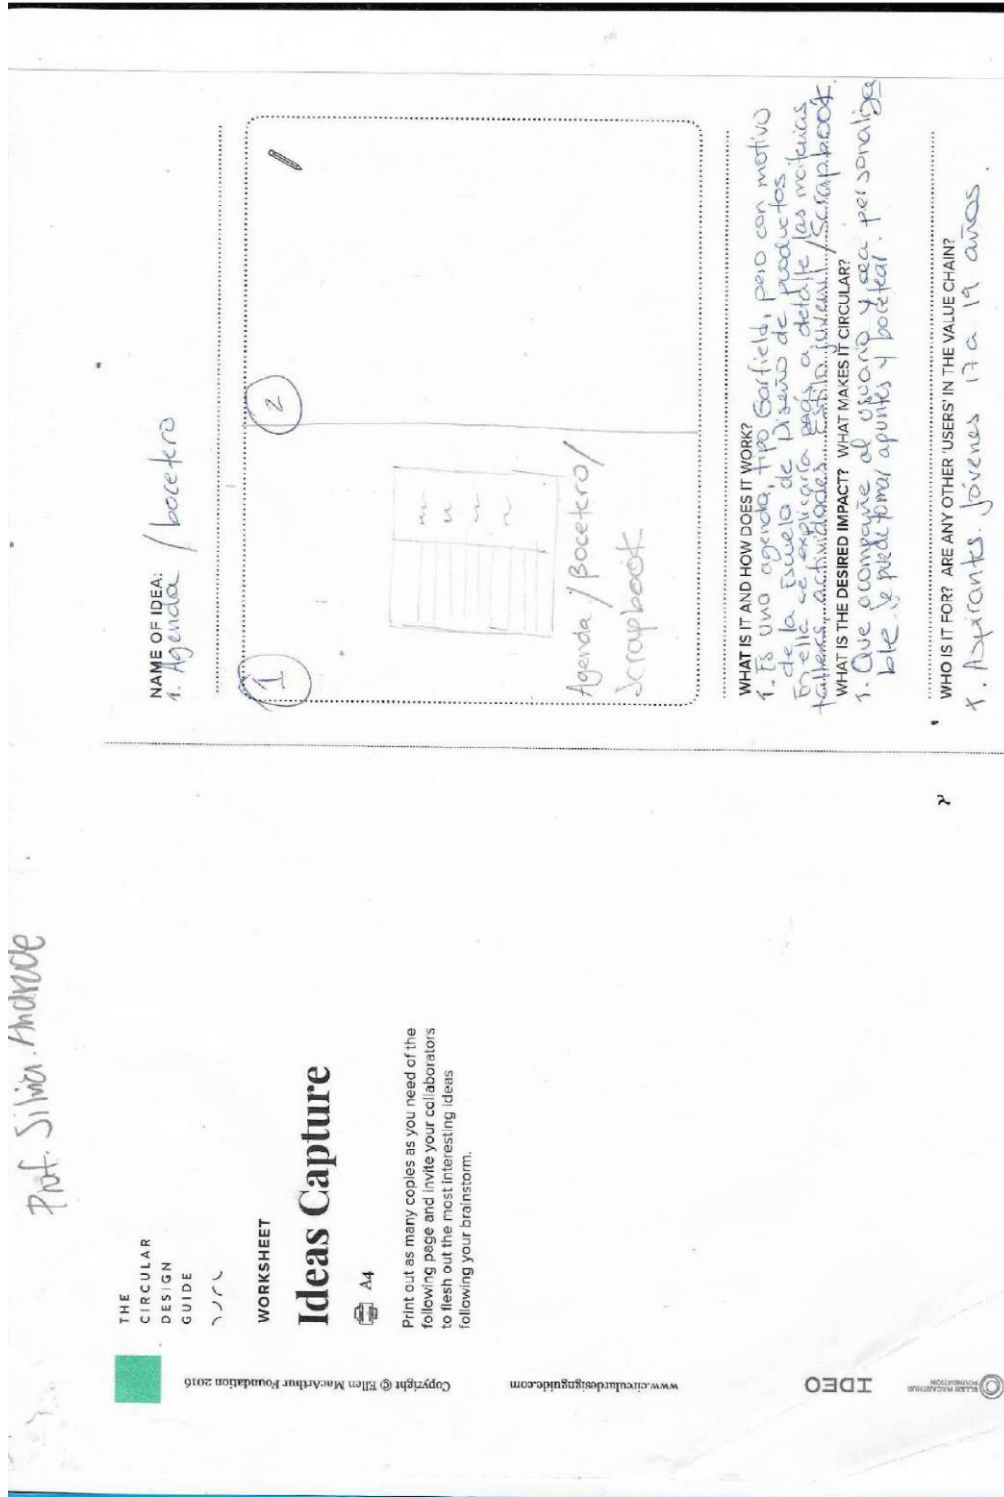 Prof. Silvia
THE
CIRCULAR
DESIGN
GUIDE
WORKSHEET
Ideas Capture
A4
Print out as many copies as you need of the
following page and invite your collaborators
to flesh out the most interesting ideas
following your brainstorm.
Copyright © Ellen MacArthur Foundation 2016
www.circulardesignguide.com
IDEO
ELLEN MACARTHUR
FOUNDATION
NAME OF IDEA:
1. Agenda / bocetero
1
2
Agenda / Bocetero /
Scrapbook
WHAT IS IT AND HOW DOES IT WORK?
1. Es una agenda, tipo Garfield, pero con motivo
de la Escuela de Diseño de productos
En ella se explicaría a detalle las materias
talleres, actividades. Estilo juvenil / Scrapbook.
WHAT IS THE DESIRED IMPACT? WHAT MAKES IT CIRCULAR?
1. Que acompañe al usuario y sea personaliza
ble. Se puede tomar apuntes y bocetear.
WHO IS IT FOR? ARE ANY OTHER 'USERS' IN THE VALUE CHAIN?
1. Aspirantes. Jóvenes 17 a 19 años.